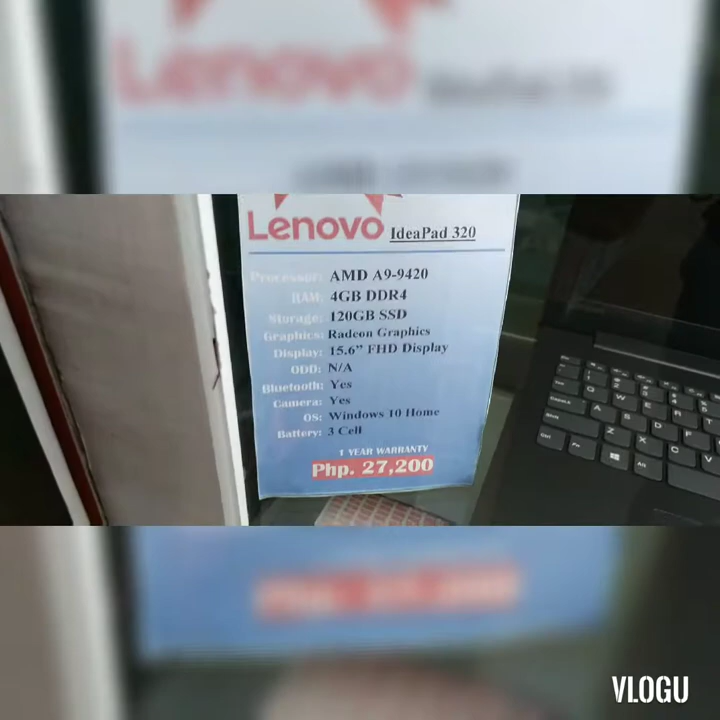 Lenovo IdeaPad 320
Processor: AMD A9-9420
RAM: 4GB DDR4
Storage: 120GB SSD
Graphics: Radeon Graphics
Display: 15.6" FHD Display
ODD: N/A
Bluetooth: Yes
Camera: Yes
OS: Windows 10 Home
Battery: 3 Cell
1 YEAR WARRANTY
Php. 27,200
VLOGU